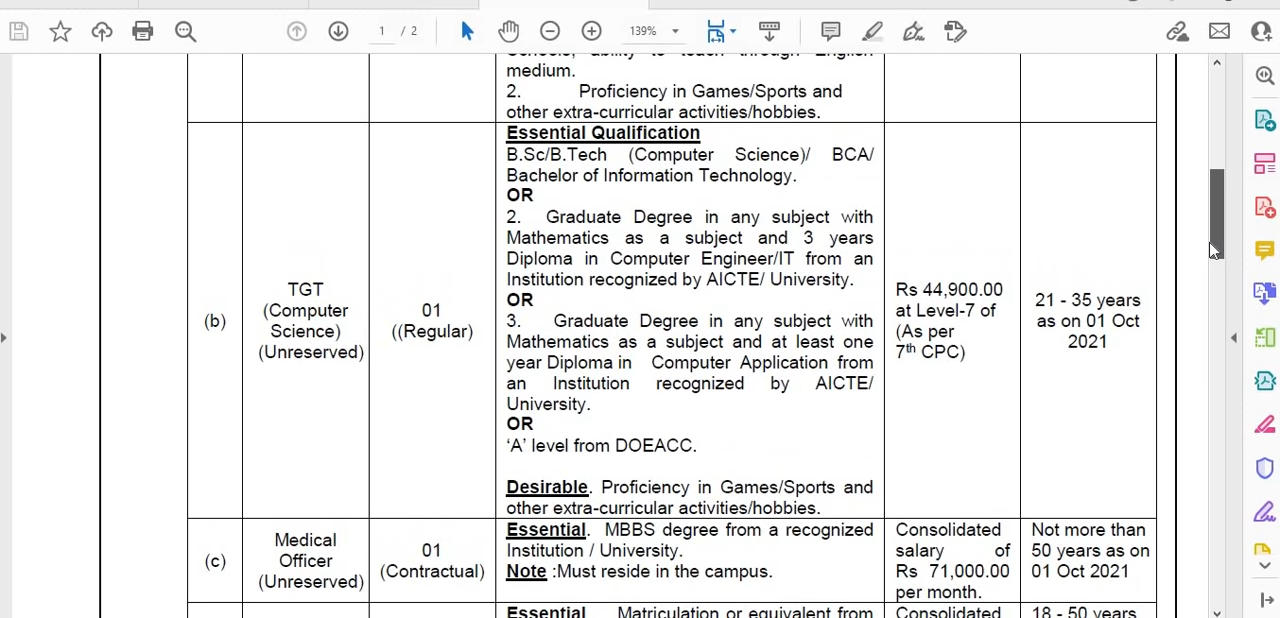 1 / 2
139%
schools, ability to teach through English
medium.
2. Proficiency in Games/Sports and
other extra-curricular activities/hobbies.
(b)
TGT
(Computer
Science)
(Unreserved)
01
((Regular)
Essential Qualification
B.Sc/B.Tech (Computer Science)/ BCA/
Bachelor of Information Technology.
OR
2. Graduate Degree in any subject with
Mathematics as a subject and 3 years
Diploma in Computer Engineer/IT from an
Institution recognized by AICTE/ University.
OR
3. Graduate Degree in any subject with
Mathematics as a subject and at least one
year Diploma in Computer Application from
an Institution recognized by AICTE/
University.
OR
‘A’ level from DOEACC.
Desirable. Proficiency in Games/Sports and
other extra-curricular activities/hobbies.
Rs 44,900.00
at Level-7 of
(As per
7th CPC)
21 - 35 years
as on 01 Oct
2021
(c)
Medical
Officer
(Unreserved)
01
(Contractual)
Essential. MBBS degree from a recognized
Institution / University.
Note :Must reside in the campus.
Consolidated
salary of
Rs 71,000.00
per month.
Not more than
50 years as on
01 Oct 2021
Essential Matriculation or equivalent from
Consolidated
18 - 50 years